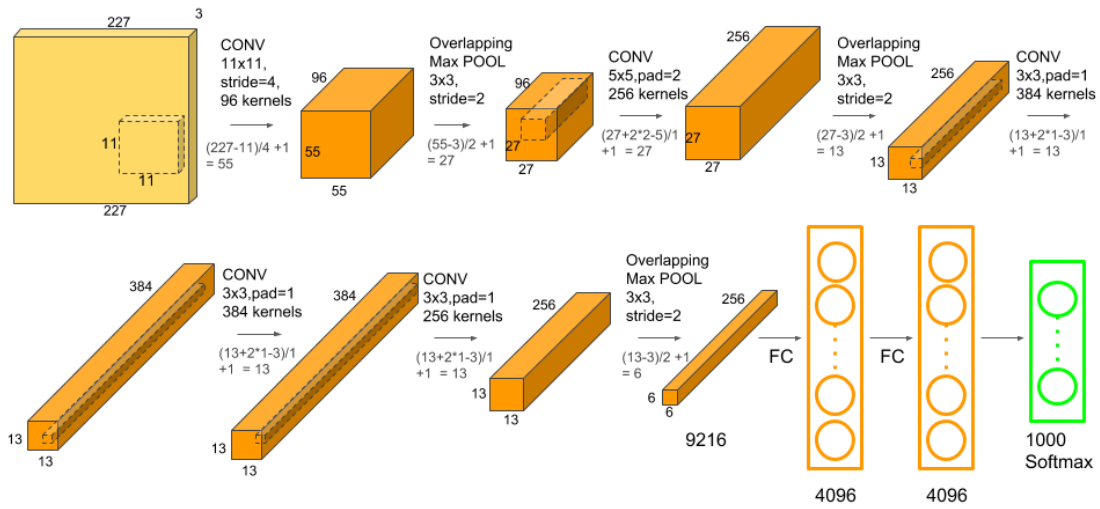 227
3
CONV
11x11,
stride=4,
96 kernels
(227-11)/4 +1
= 55
11
11
227
96
55
55
Overlapping
Max POOL
3x3,
stride=2
(55-3)/2 +1
= 27
96
27
27
CONV
5x5,pad=2
256 kernels
(27+2*2-5)/1
+1 = 27
256
27
27
Overlapping
Max POOL
3x3,
stride=2
(27-3)/2 +1
= 13
256
13
13
CONV
3x3,pad=1
384 kernels
(13+2*1-3)/1
+1 = 13
384
13
13
CONV
3x3,pad=1
384 kernels
(13+2*1-3)/1
+1 = 13
384
13
13
CONV
3x3,pad=1
256 kernels
(13+2*1-3)/1
+1 = 13
256
13
13
Overlapping
Max POOL
3x3,
stride=2
(13-3)/2 +1
= 6
256
6
6
9216
FC
4096
FC
4096
1000
Softmax